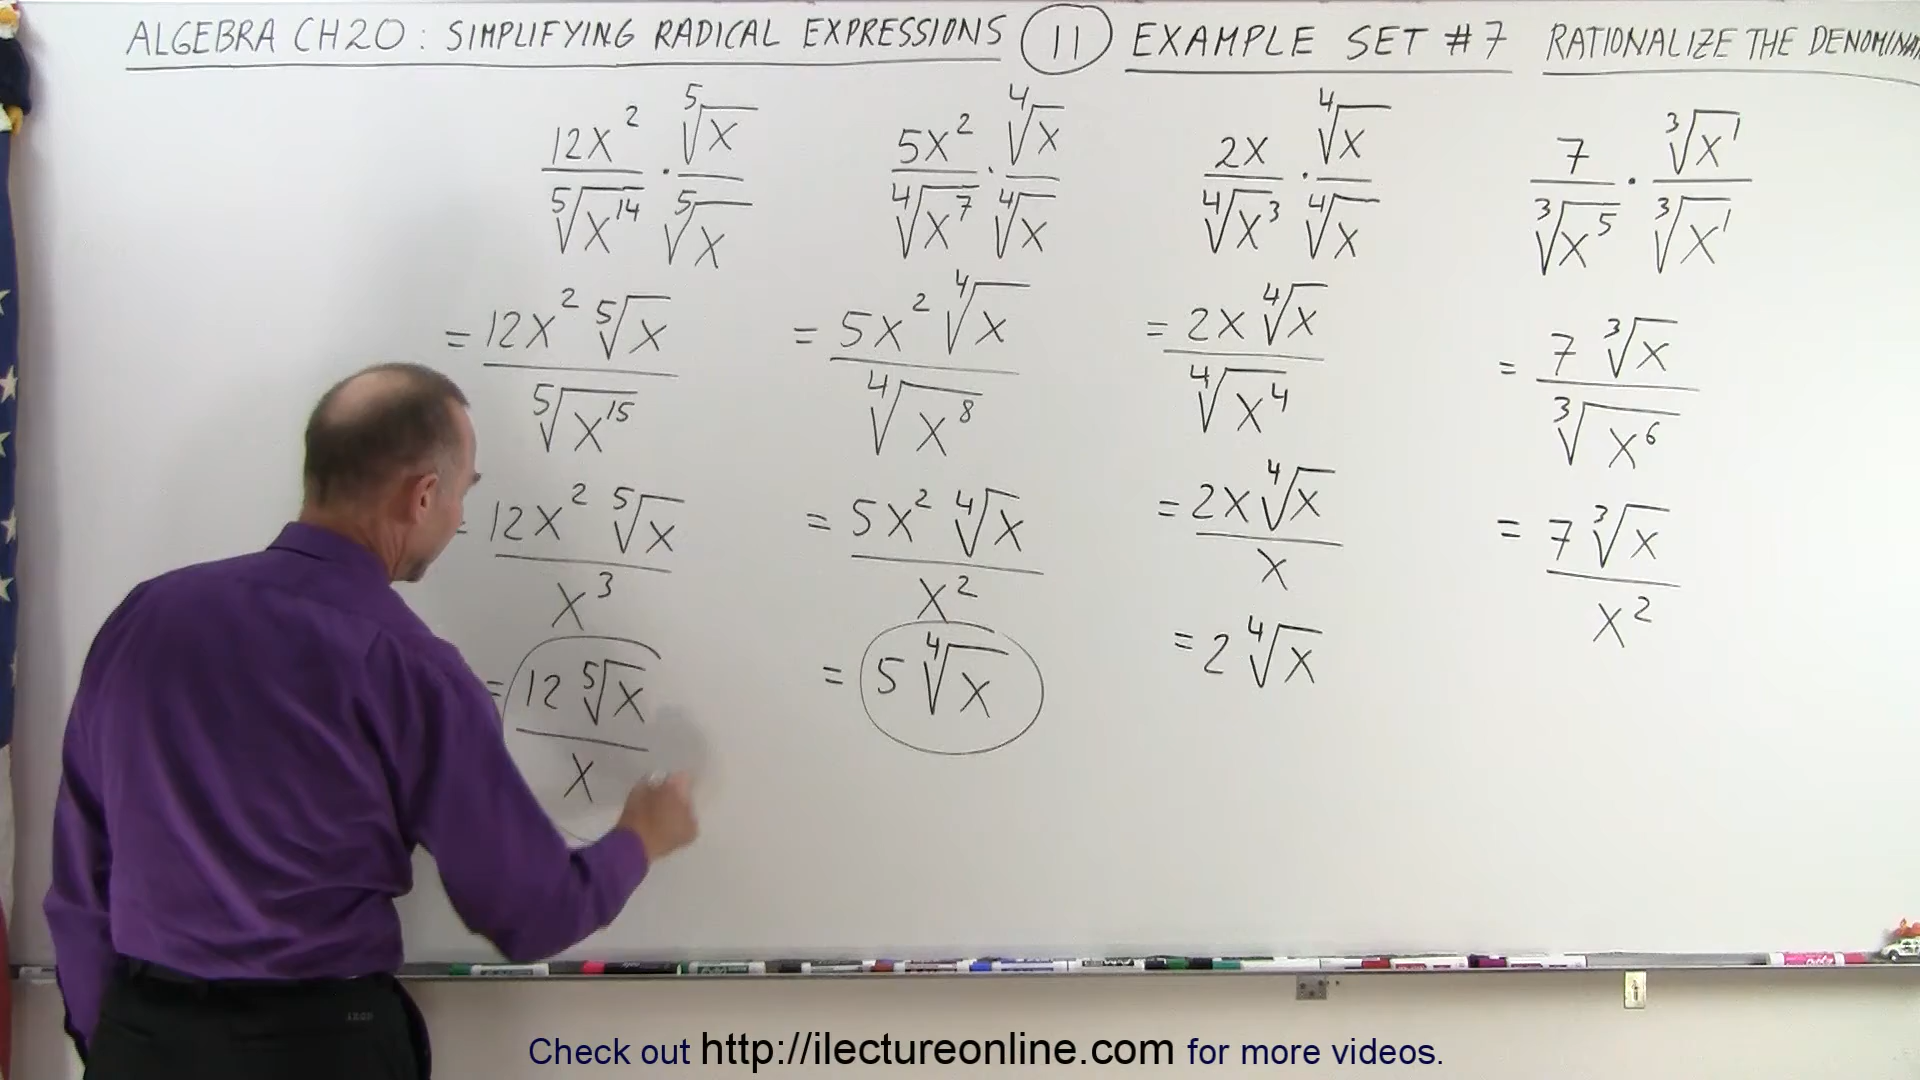 ALGEBRA CH20 : SIMPLIFYING RADICAL EXPRESSIONS (11) EXAMPLE SET #7 RATIONALIZE THE DENOMINA
12X² / ⁵√X¹⁴ · ⁵√X / ⁵√X
= 12X² ⁵√X / ⁵√X¹⁵
= 12X² ⁵√X / X³
= 12 ⁵√X / X
5X² / ⁴√X⁷ · ⁴√X / ⁴√X
= 5X² ⁴√X / ⁴√X⁸
= 5X² ⁴√X / X²
= 5 ⁴√X
2X / ⁴√X³ · ⁴√X / ⁴√X
= 2X ⁴√X / ⁴√X⁴
= 2X ⁴√X / X
= 2 ⁴√X
7 / ³√X⁵ · ³√X¹ / ³√X¹
= 7 ³√X / ³√X⁶
= 7 ³√X / X²
Check out http://ilectureonline.com for more videos.